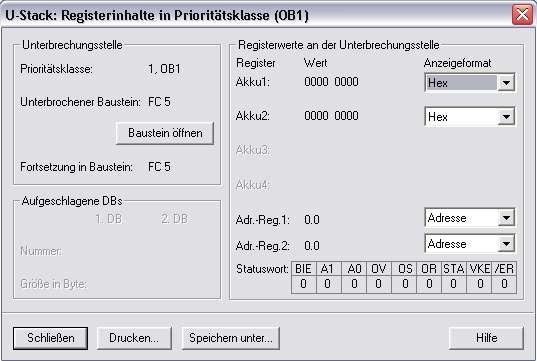 U-Stack: Registerinhalte in Prioritätsklasse (OB1)
Unterbrechungsstelle
Prioritätsklasse: 1, OB1
Unterbrochener Baustein: FC 5
Baustein öffnen
Fortsetzung in Baustein: FC 5
Aufgeschlagene DBs
1. DB 2. DB
Nummer:
Größe in Byte:
Registerwerte an der Unterbrechungsstelle
Register Wert Anzeigeformat
Akku1: 0000 0000 Hex
Akku2: 0000 0000 Hex
Akku3:
Akku4:
Adr.-Reg.1: 0.0 Adresse
Adr.-Reg.2: 0.0 Adresse
Statuswort: BIE A1 A0 OV OS OR STA VKE /ER
0 0 0 0 0 0 0 0 0
Schließen Drucken... Speichern unter... Hilfe